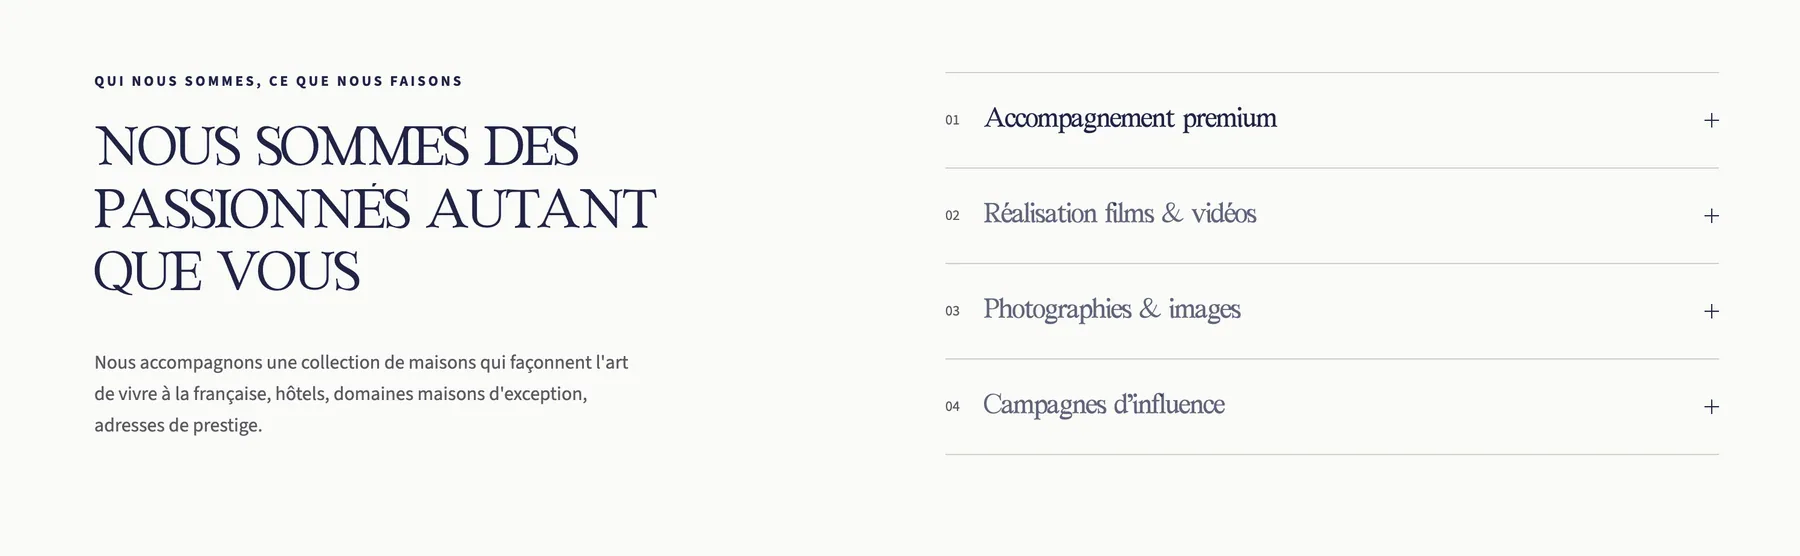 QUI NOUS SOMMES, CE QUE NOUS FAISONS
NOUS SOMMES DES
PASSIONNÉS AUTANT
QUE VOUS
Nous accompagnons une collection de maisons qui façonnent l'art
de vivre à la française, hôtels, domaines maisons d'exception,
adresses de prestige.
01 Accompagnement premium +
02 Réalisation films & vidéos +
03 Photographies & images +
04 Campagnes d’influence +